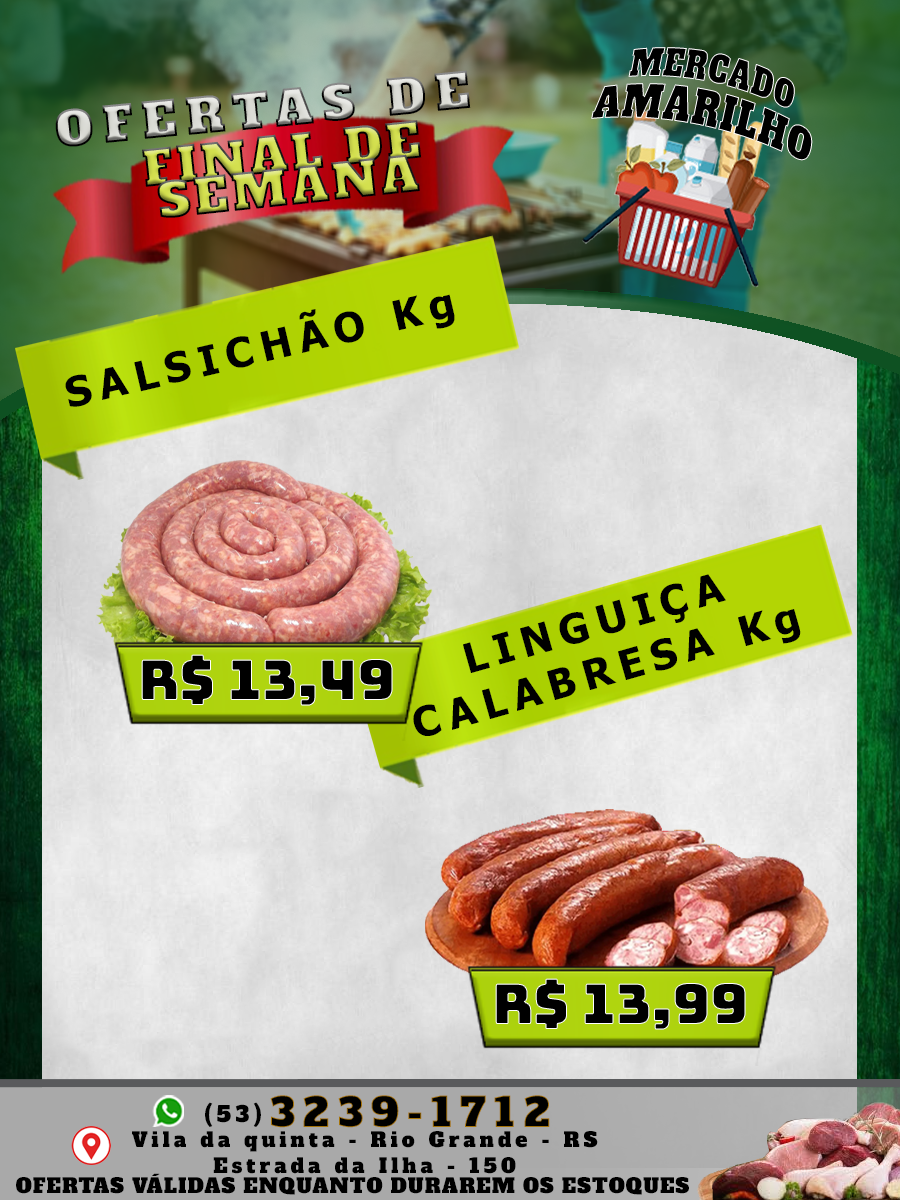 OFERTAS DE
FINAL DE
SEMANA
MERCADO
AMARILHO
SALSICHÃO Kg
R$ 13,49
LINGUIÇA
CALABRESA Kg
R$ 13,99
(53) 3239-1712
Vila da quinta - Rio Grande - RS
Estrada da Ilha - 150
OFERTAS VÁLIDAS ENQUANTO DURAREM OS ESTOQUES